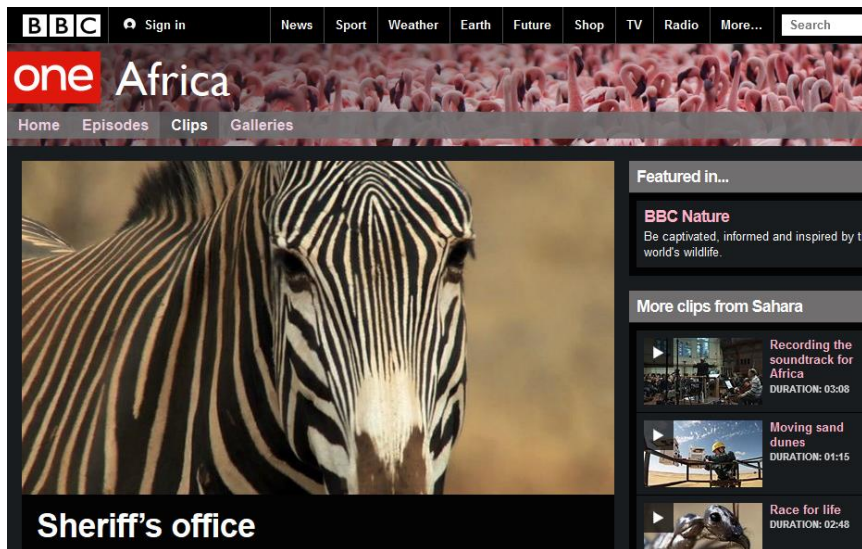 BBC Sign in News Sport Weather Earth Future Shop TV Radio More... Search
one Africa
Home Episodes Clips Galleries
Sheriff's office
Featured in...
BBC Nature
Be captivated, informed and inspired by
world's wildlife.
More clips from Sahara
Recording the
soundtrack for
Africa
DURATION: 03:08
Moving sand
dunes
DURATION: 01:15
Race for life
DURATION: 02:48